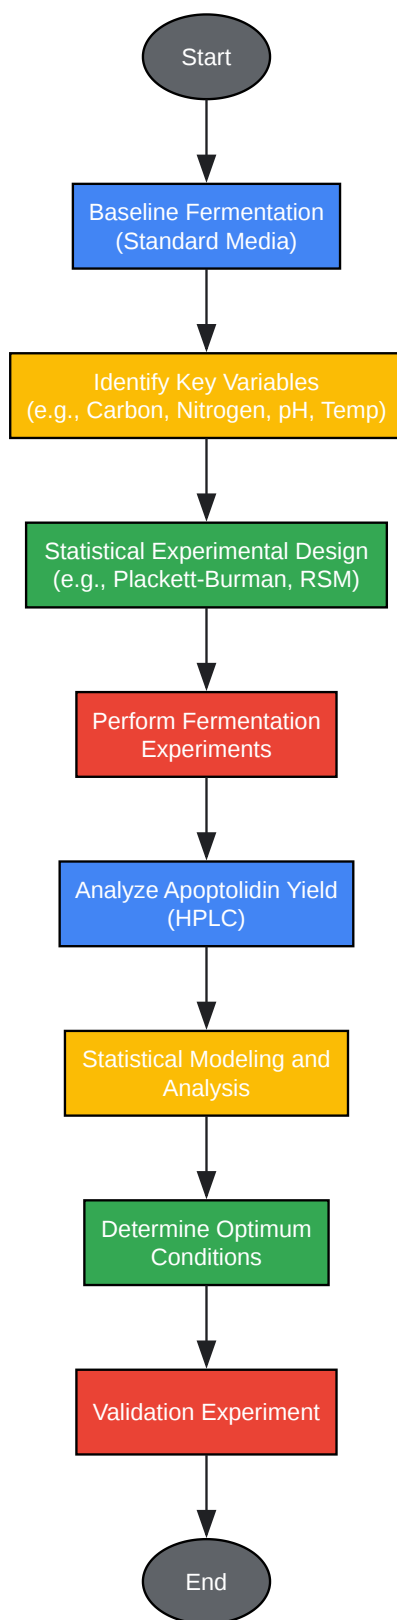 Start
Baseline Fermentation
(Standard Media)
Identify Key Variables
(e.g., Carbon, Nitrogen, pH, Temp)
Statistical Experimental Design
(e.g., Plackett-Burman, RSM)
Perform Fermentation
Experiments
Analyze Apoptolidin Yield
(HPLC)
Statistical Modeling and
Analysis
Determine Optimum
Conditions
Validation Experiment
End